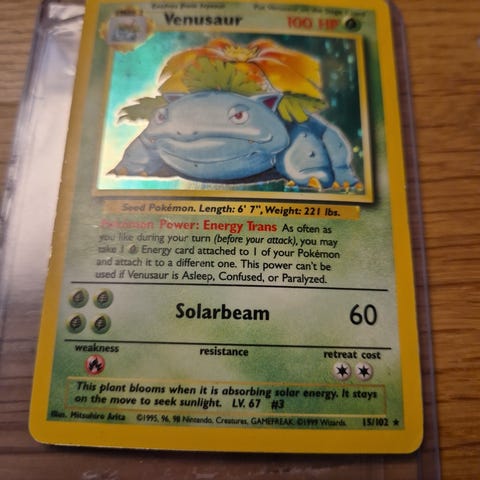 Venusaur
100 HP
Seed Pokémon. Length: 6' 7", Weight: 221 lbs.
Pokémon Power: Energy Trans As often as
you like during your turn (before your attack), you may
take 1 Energy card attached to 1 of your Pokémon
and attach it to a different one. This power can't be
used if Venusaur is Asleep, Confused, or Paralyzed.
Solarbeam 60
weakness resistance retreat cost
This plant blooms when it is absorbing solar energy. It stays
on the move to seek sunlight. LV. 67 #3
Illus. Mitsuhiro Arita ©1995, 96, 98 Nintendo, Creatures, GAMEFREAK. ©1999 Wizards. 15/102 ★